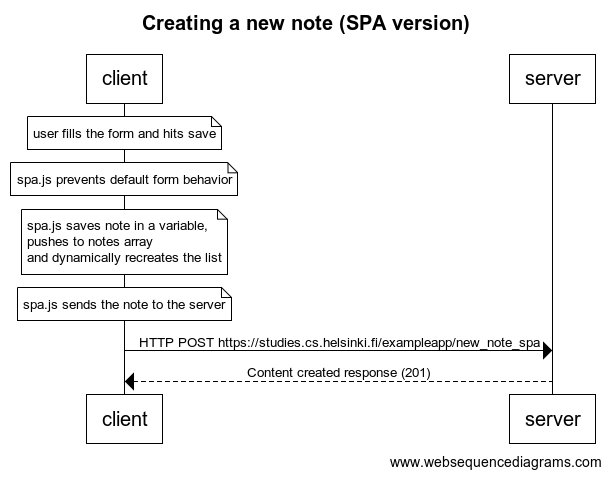 Creating a new note (SPA version)
client
server
user fills the form and hits save
spa.js prevents default form behavior
spa.js saves note in a variable,
pushes to notes array
and dynamically recreates the list
spa.js sends the note to the server
HTTP POST https://studies.cs.helsinki.fi/exampleapp/new_note_spa
Content created response (201)
client
server
www.websequencediagrams.com